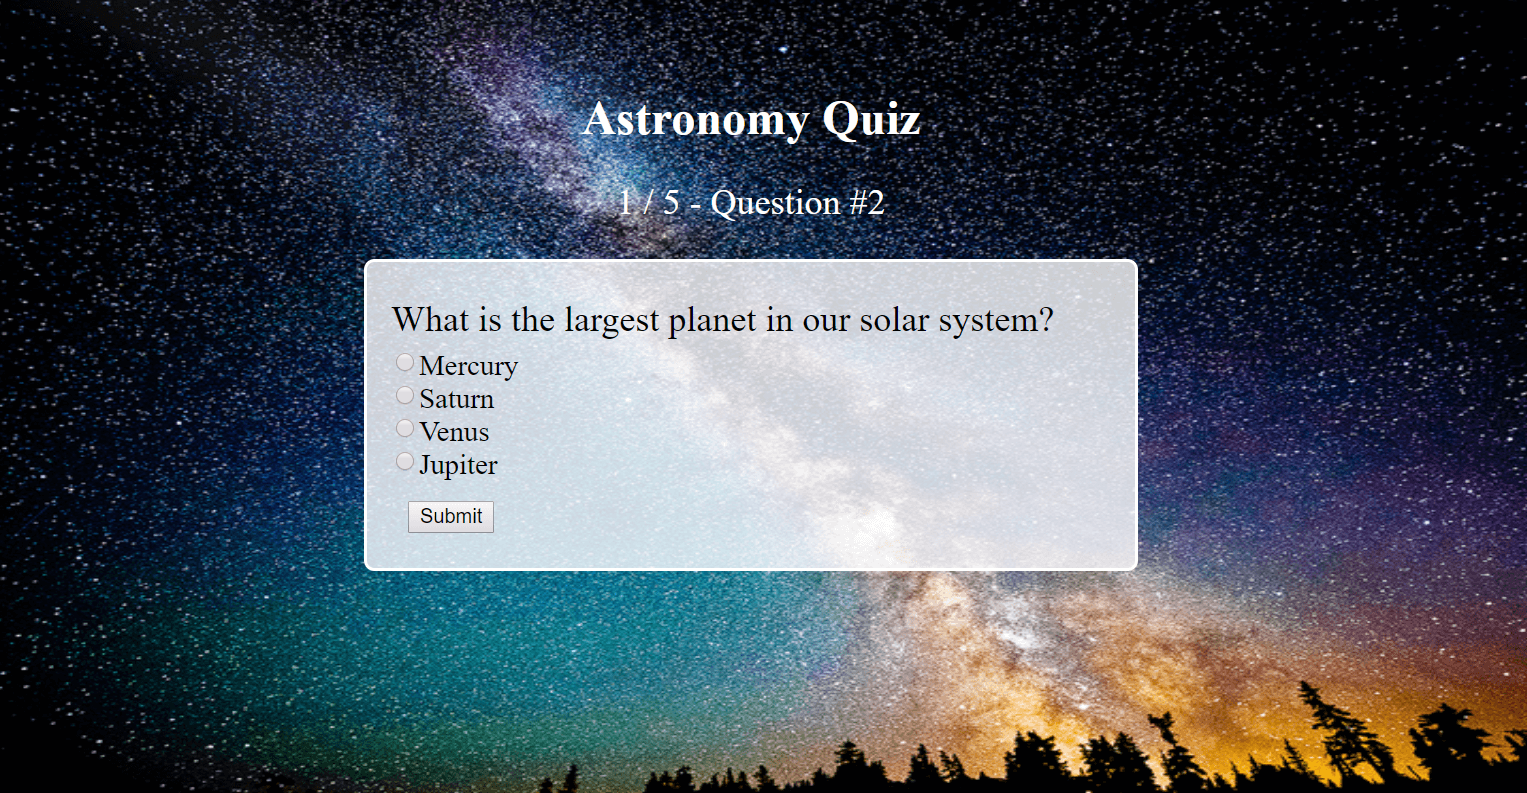 Astronomy Quiz
1 / 5 - Question #2
What is the largest planet in our solar system?
Mercury
Saturn
Venus
Jupiter
Submit